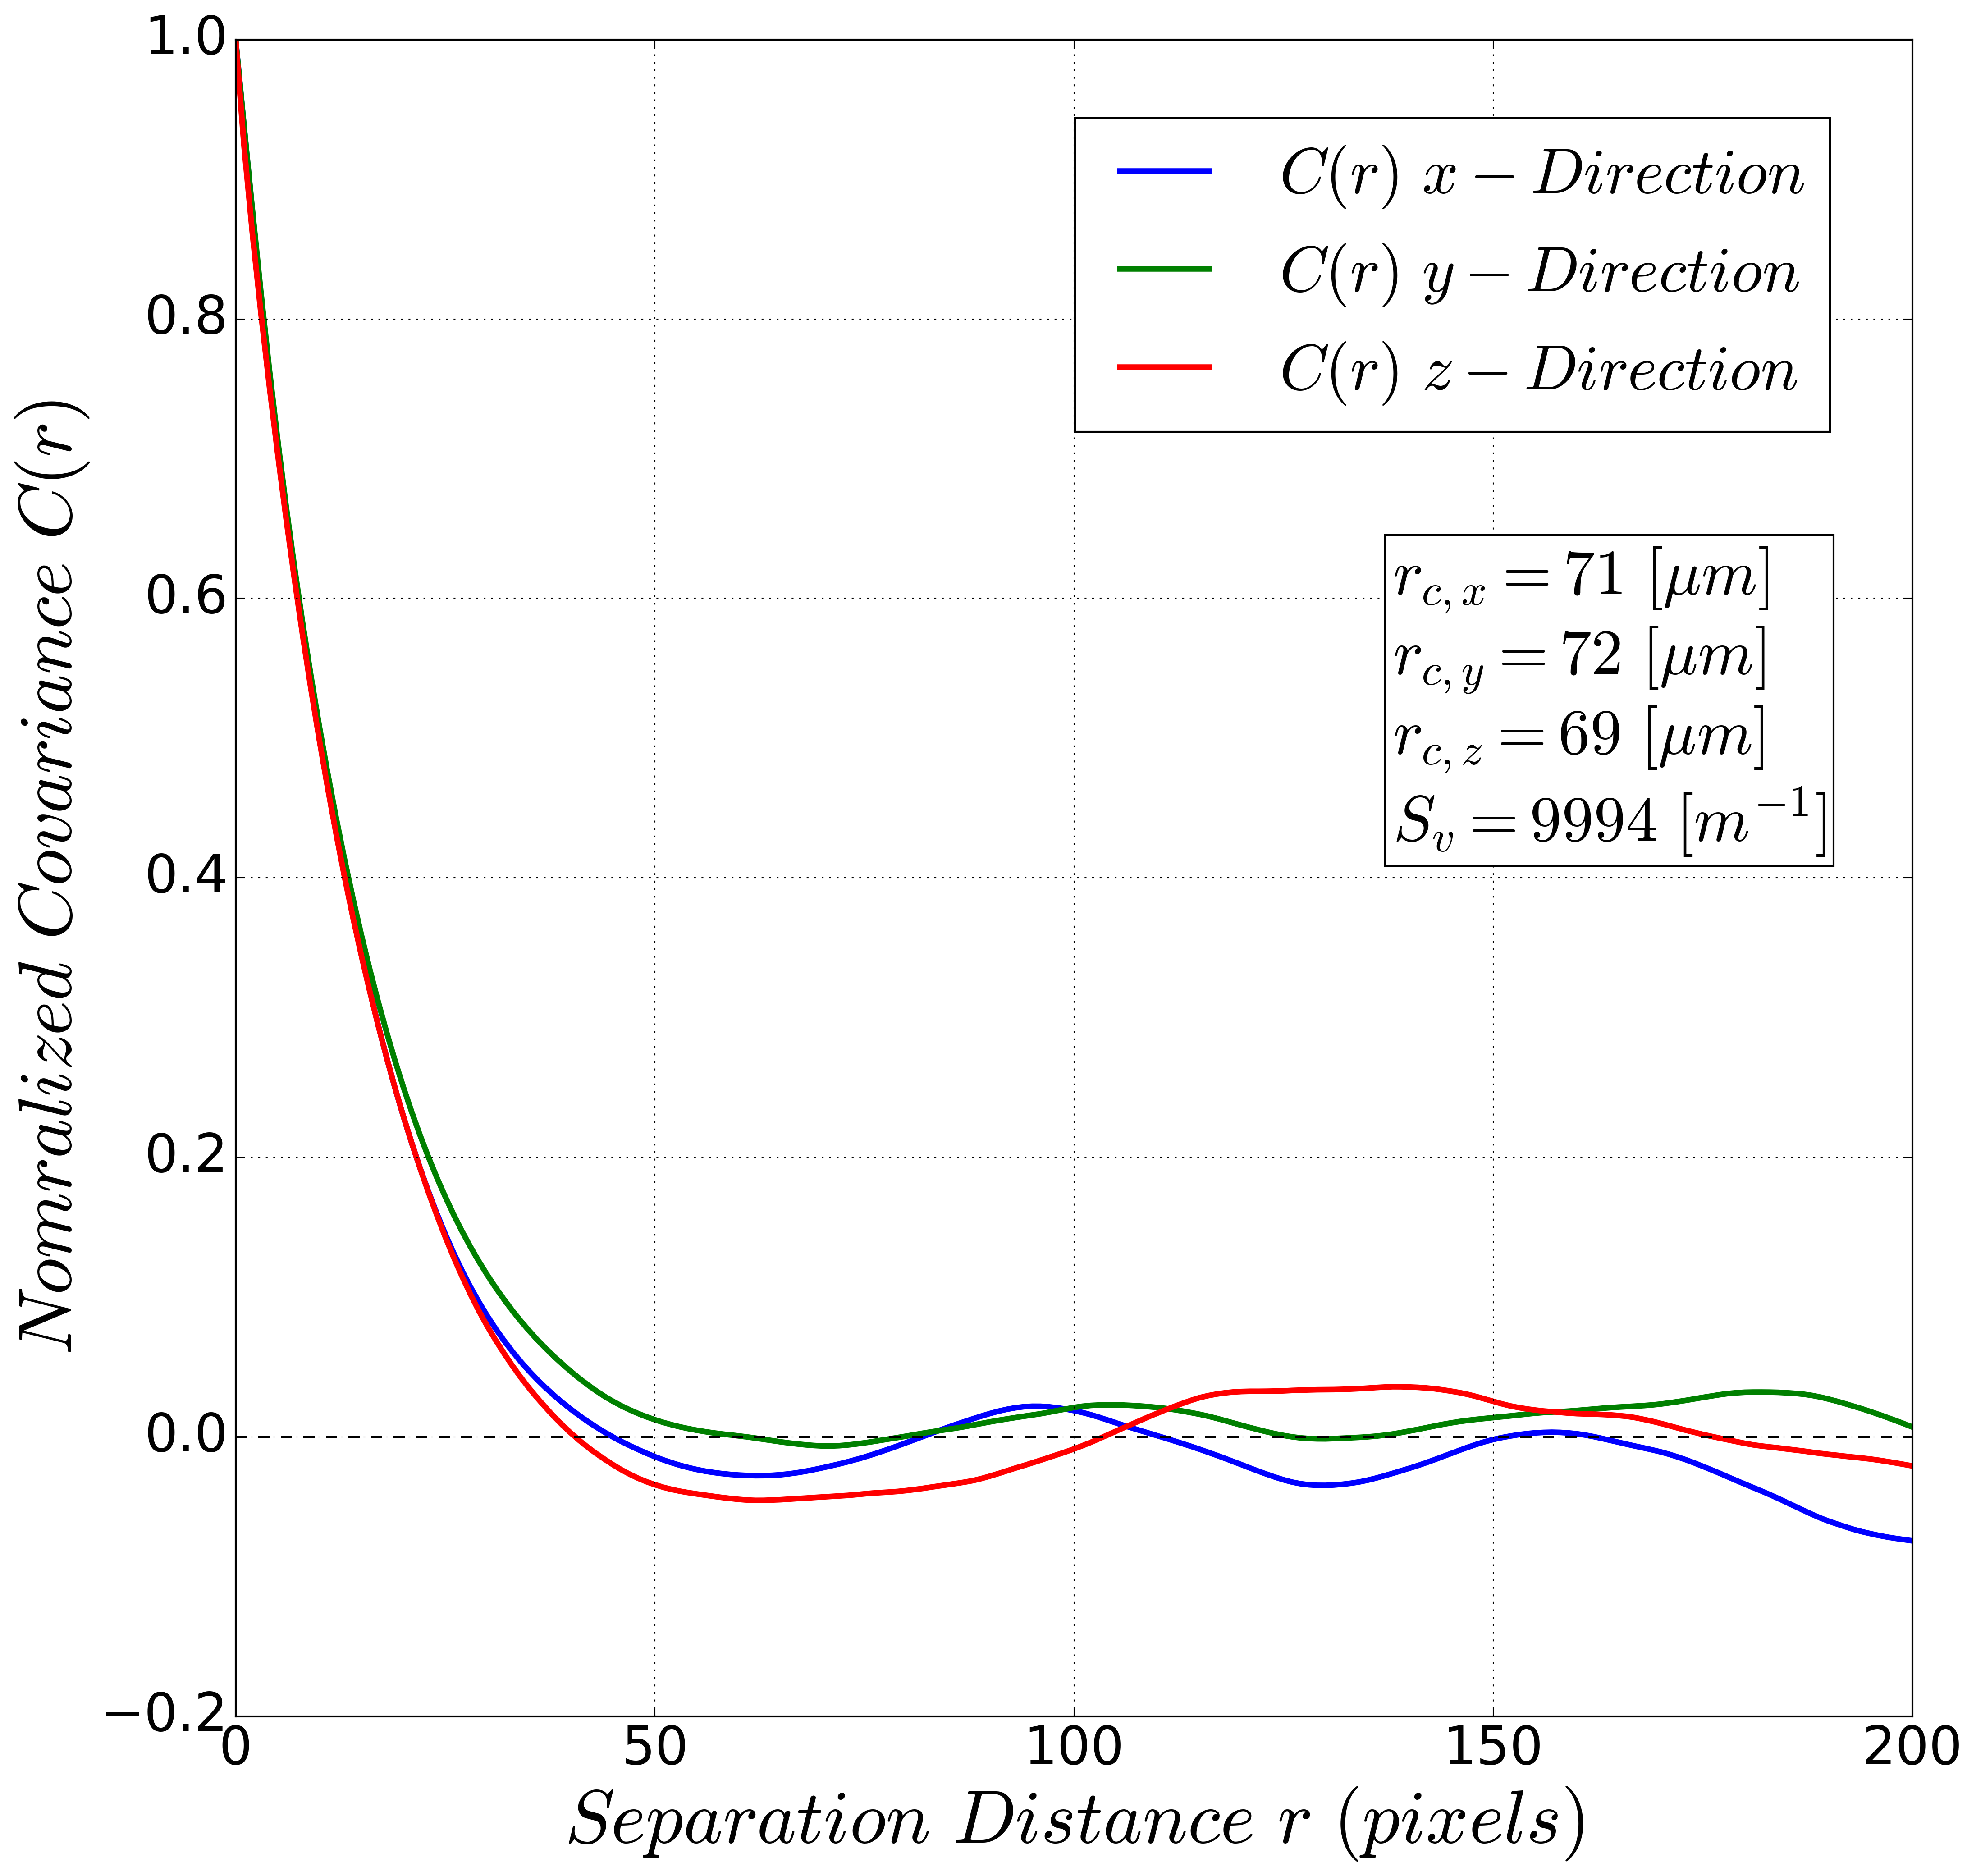 1.0
0.8
0.6
0.4
0.2
0.0
−0.2
0
50
100
150
200
Nomralized Covariance C(r)
Separation Distance r (pixels)
C(r) x − Direction
C(r) y − Direction
C(r) z − Direction
r_{c,x} = 71 [μm]
r_{c,y} = 72 [μm]
r_{c,z} = 69 [μm]
S_v = 9994 [m^{-1}]